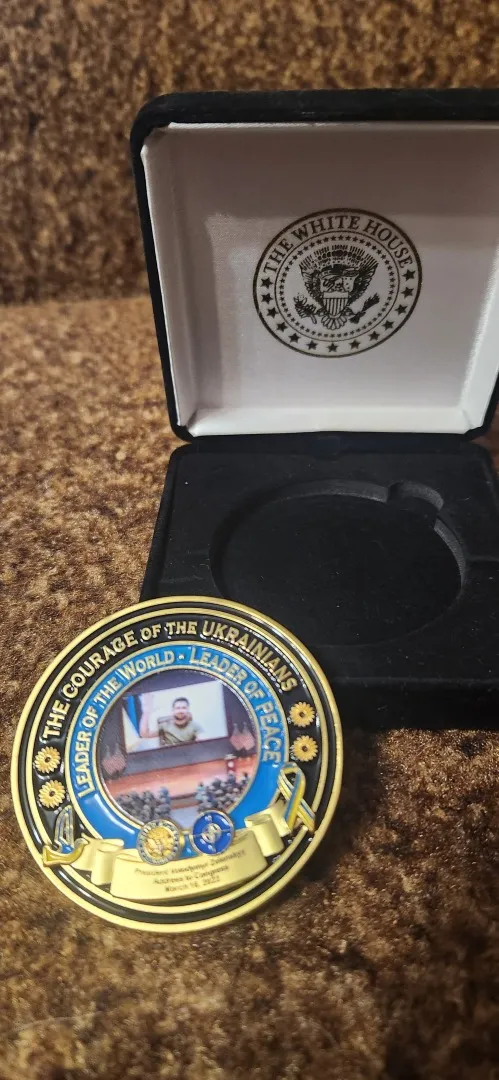 THE WHITE HOUSE
THE COURAGE OF THE UKRAINIANS
LEADER OF THE WORLD - LEADER OF PEACE
President Volodymyr Zelenskyy
Address to Congress
March 16, 2022